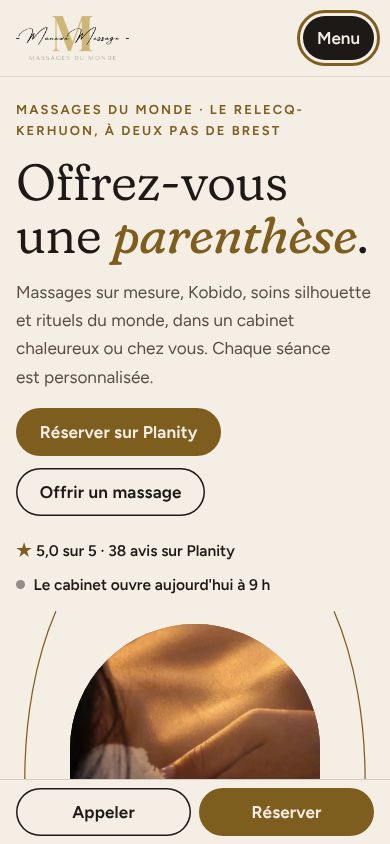 M
Manava Massage
MASSAGES DU MONDE
Menu
MASSAGES DU MONDE · LE RELECQ-
KERHUON, À DEUX PAS DE BREST
Offrez-vous
une parenthèse.
Massages sur mesure, Kobido, soins silhouette
et rituels du monde, dans un cabinet
chaleureux ou chez vous. Chaque séance
est personnalisée.
Réserver sur Planity
Offrir un massage
★ 5,0 sur 5 · 38 avis sur Planity
Le cabinet ouvre aujourd'hui à 9 h
Appeler
Réserver